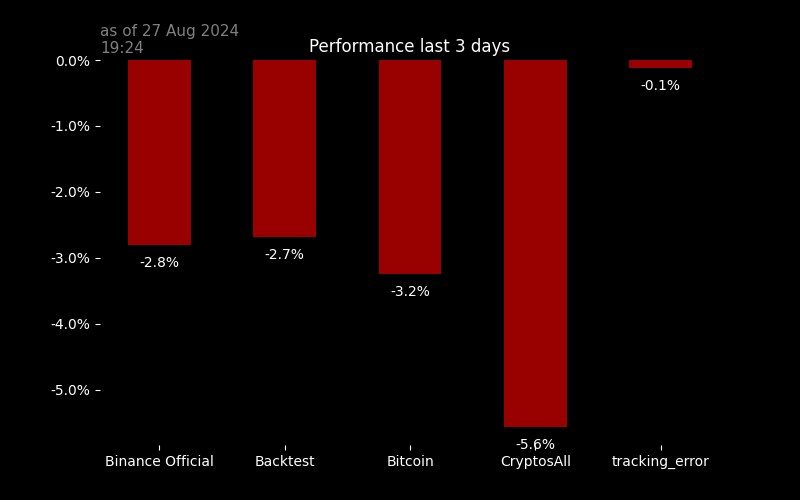 as of 27 Aug 2024
19:24
Performance last 3 days
0.0%
-1.0%
-2.0%
-3.0%
-4.0%
-5.0%
-2.8%
-2.7%
-3.2%
-5.6%
-0.1%
Binance Official
Backtest
Bitcoin
CryptosAll
tracking_error